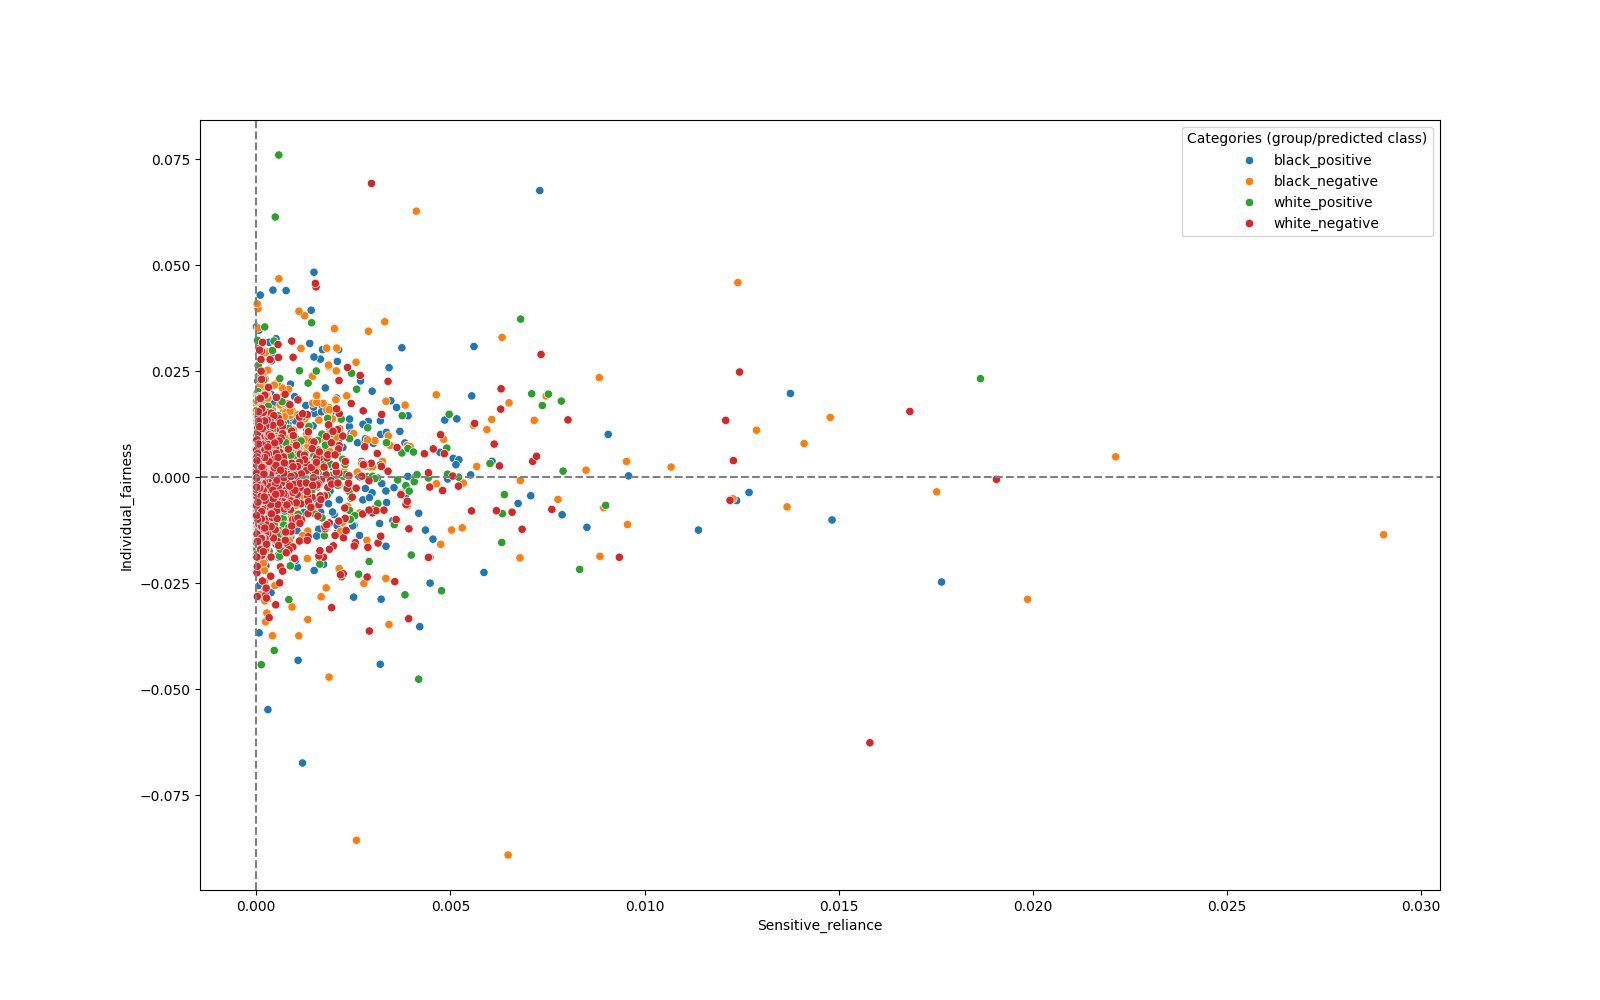 Categories (group/predicted class)
black_positive
black_negative
white_positive
white_negative
0.075
0.050
0.025
0.000
−0.025
−0.050
−0.075
Individual_fairness
0.000 0.005 0.010 0.015 0.020 0.025 0.030
Sensitive_reliance